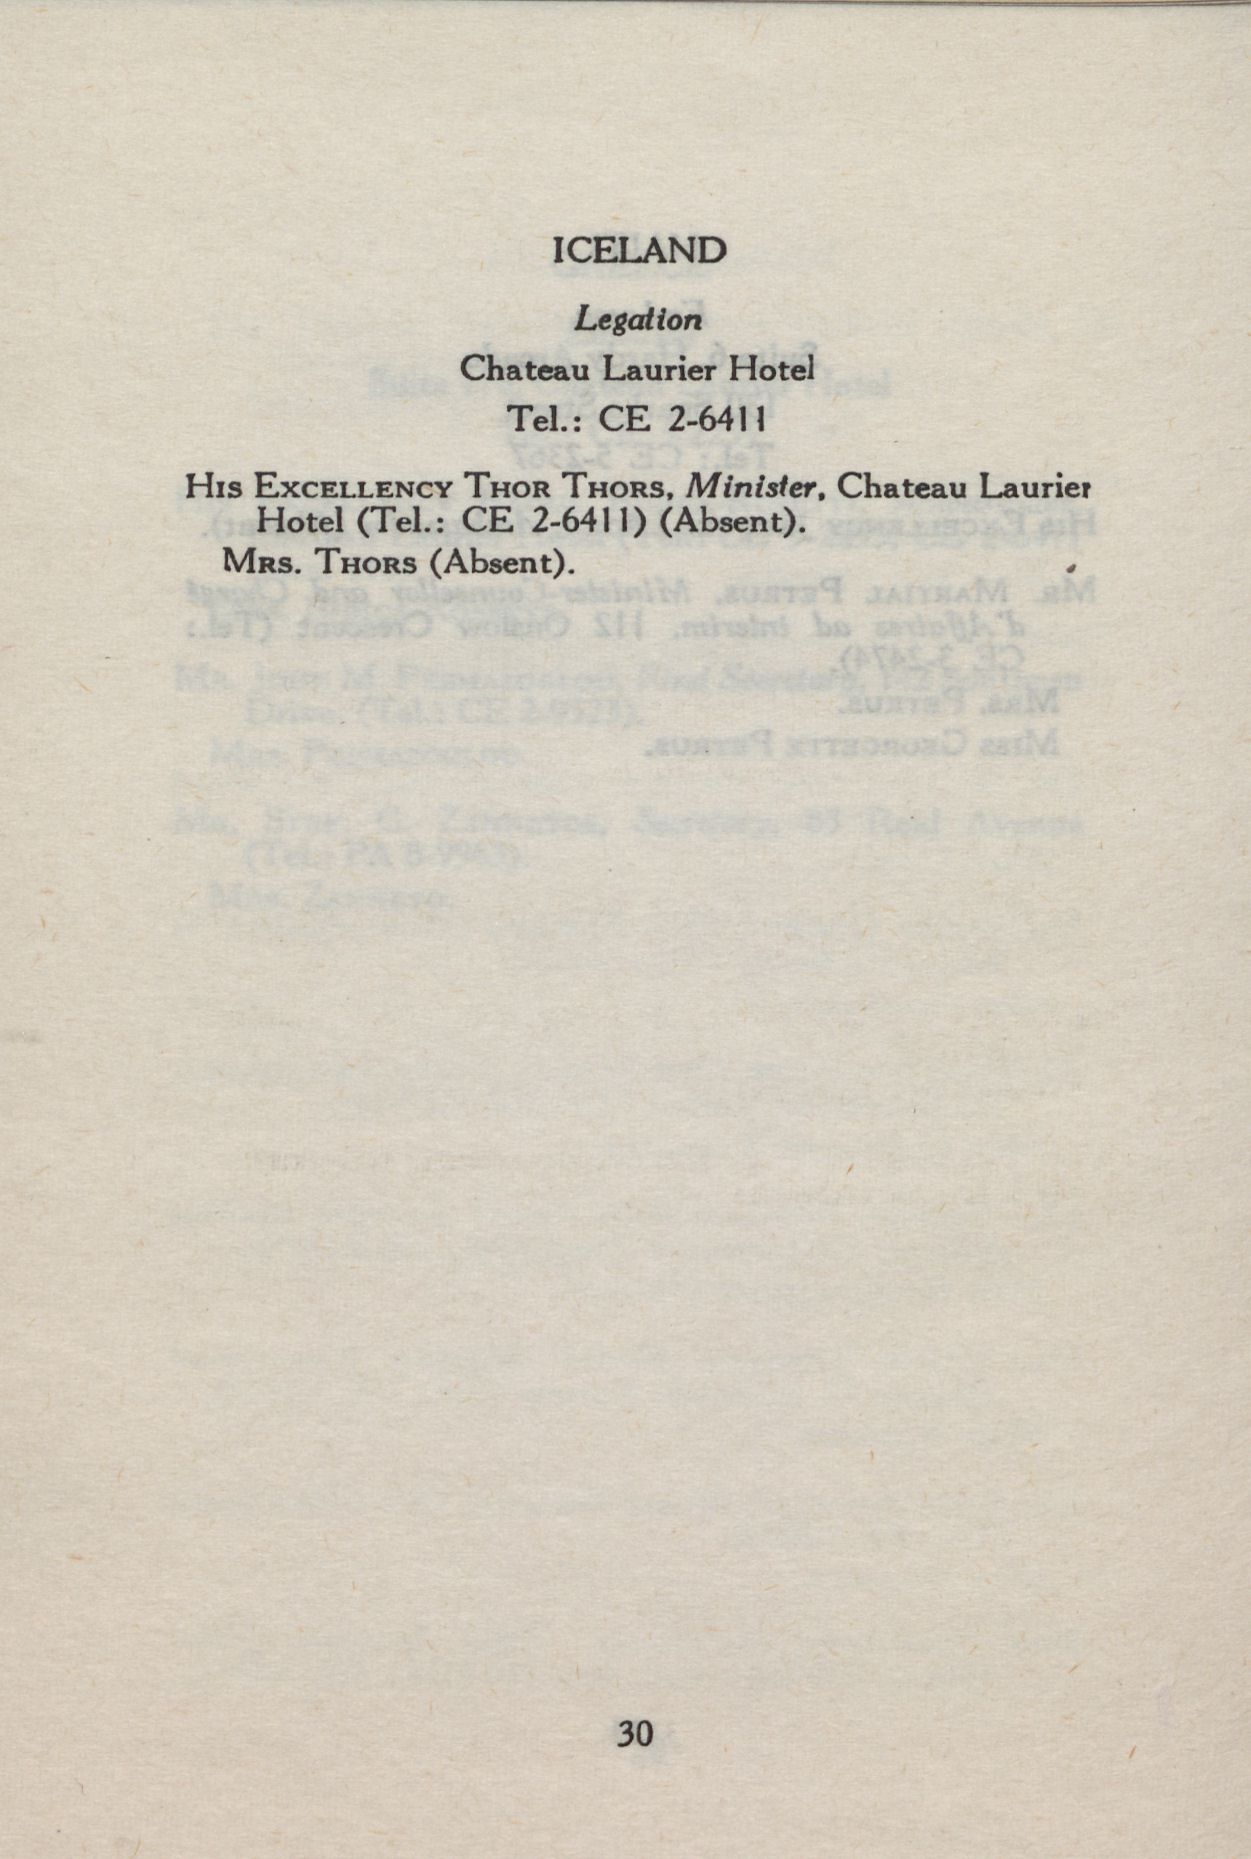 ICELAND
Legation
Chateau Laurier Hotel
Tel.: CE 2-6411
HIS EXCELLENCY THOR THORS, Minister, Chateau Laurier
Hotel (Tel.: CE 2-6411) (Absent).
MRS. THORS (Absent).
30